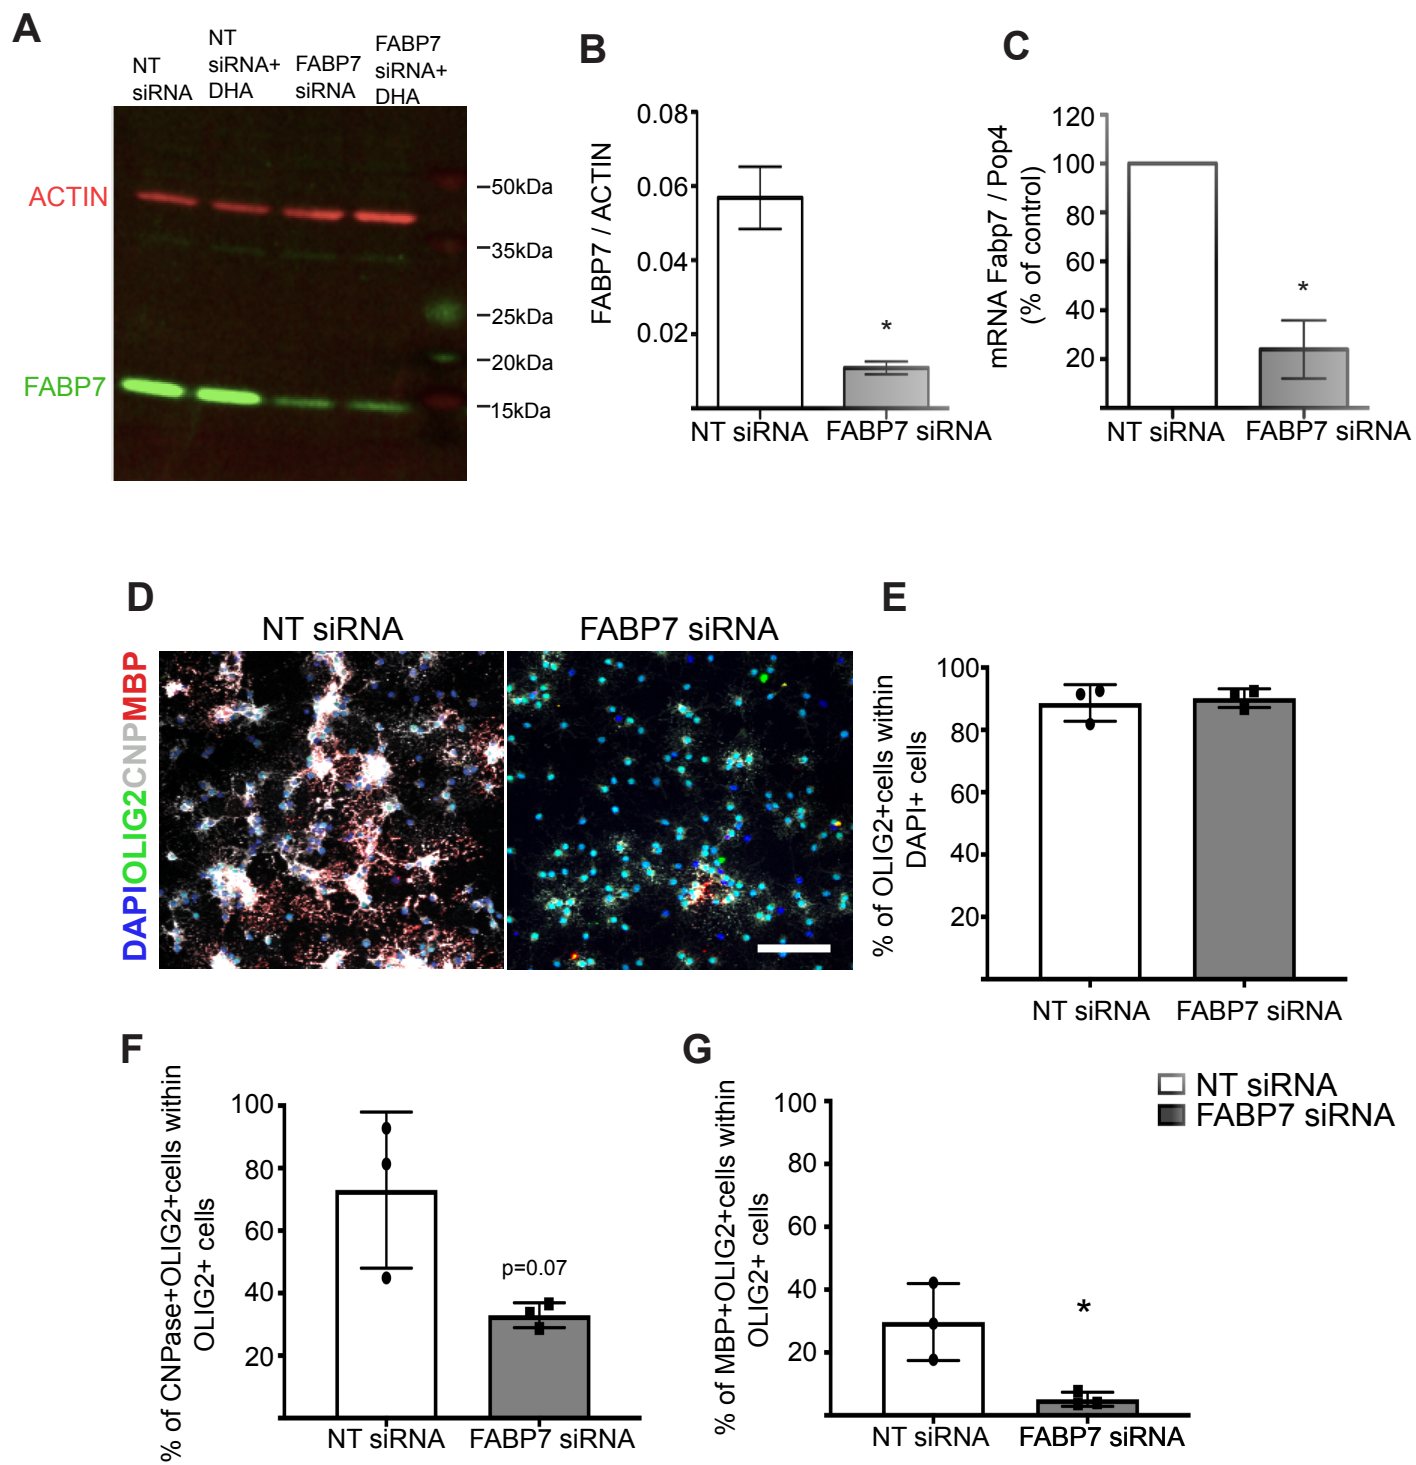 A
NT
siRNA
NT
siRNA+
DHA
FABP7
siRNA
FABP7
siRNA+
DHA
ACTIN
FABP7
50kDa
35kDa
25kDa
20kDa
15kDa
B
FABP7 / ACTIN
0.08
0.06
0.04
0.02
*
NT siRNA
FABP7 siRNA
C
mRNA Fabp7 / Pop4
(% of control)
120
100
80
60
40
20
*
NT siRNA
FABP7 siRNA
D
DAPIOLIG2CNPMBP
NT siRNA
FABP7 siRNA
E
% of OLIG2+cells within
DAPI+ cells
100
80
60
40
20
NT siRNA
FABP7 siRNA
F
% of CNPase+OLIG2+cells within
OLIG2+ cells
100
80
60
40
20
p=0.07
NT siRNA
FABP7 siRNA
G
% of MBP+OLIG2+cells within
OLIG2+ cells
100
80
60
40
20
*
NT siRNA
FABP7 siRNA
NT siRNA
FABP7 siRNA